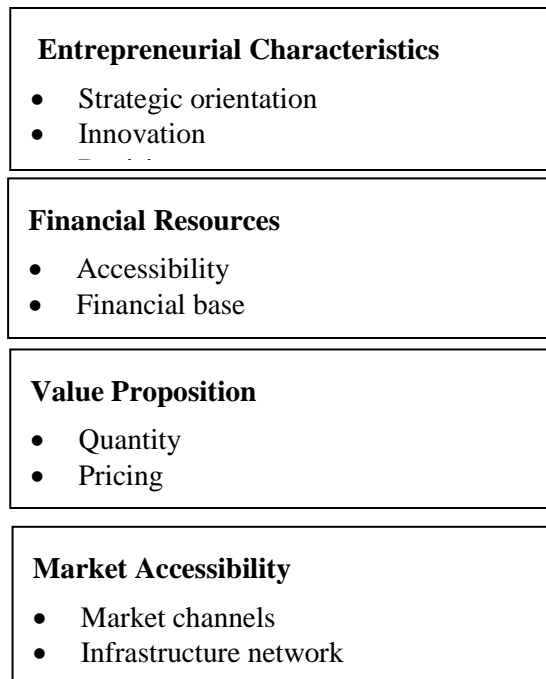 Entrepreneurial Characteristics
• Strategic orientation
• Innovation
Financial Resources
• Accessibility
• Financial base
Value Proposition
• Quantity
• Pricing
Market Accessibility
• Market channels
• Infrastructure network